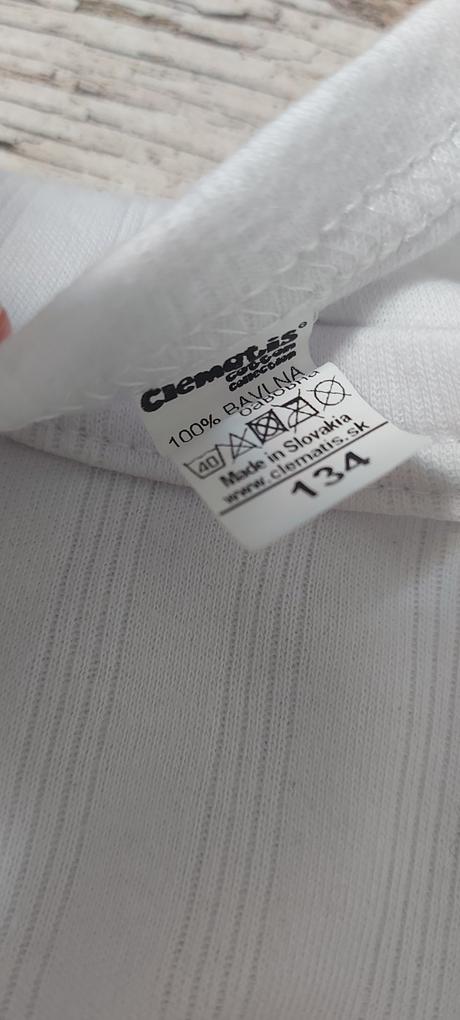 Clematis®
cotton
collection
100% BAVLNA
40
Made in Slovakia
www.clematis.sk
134